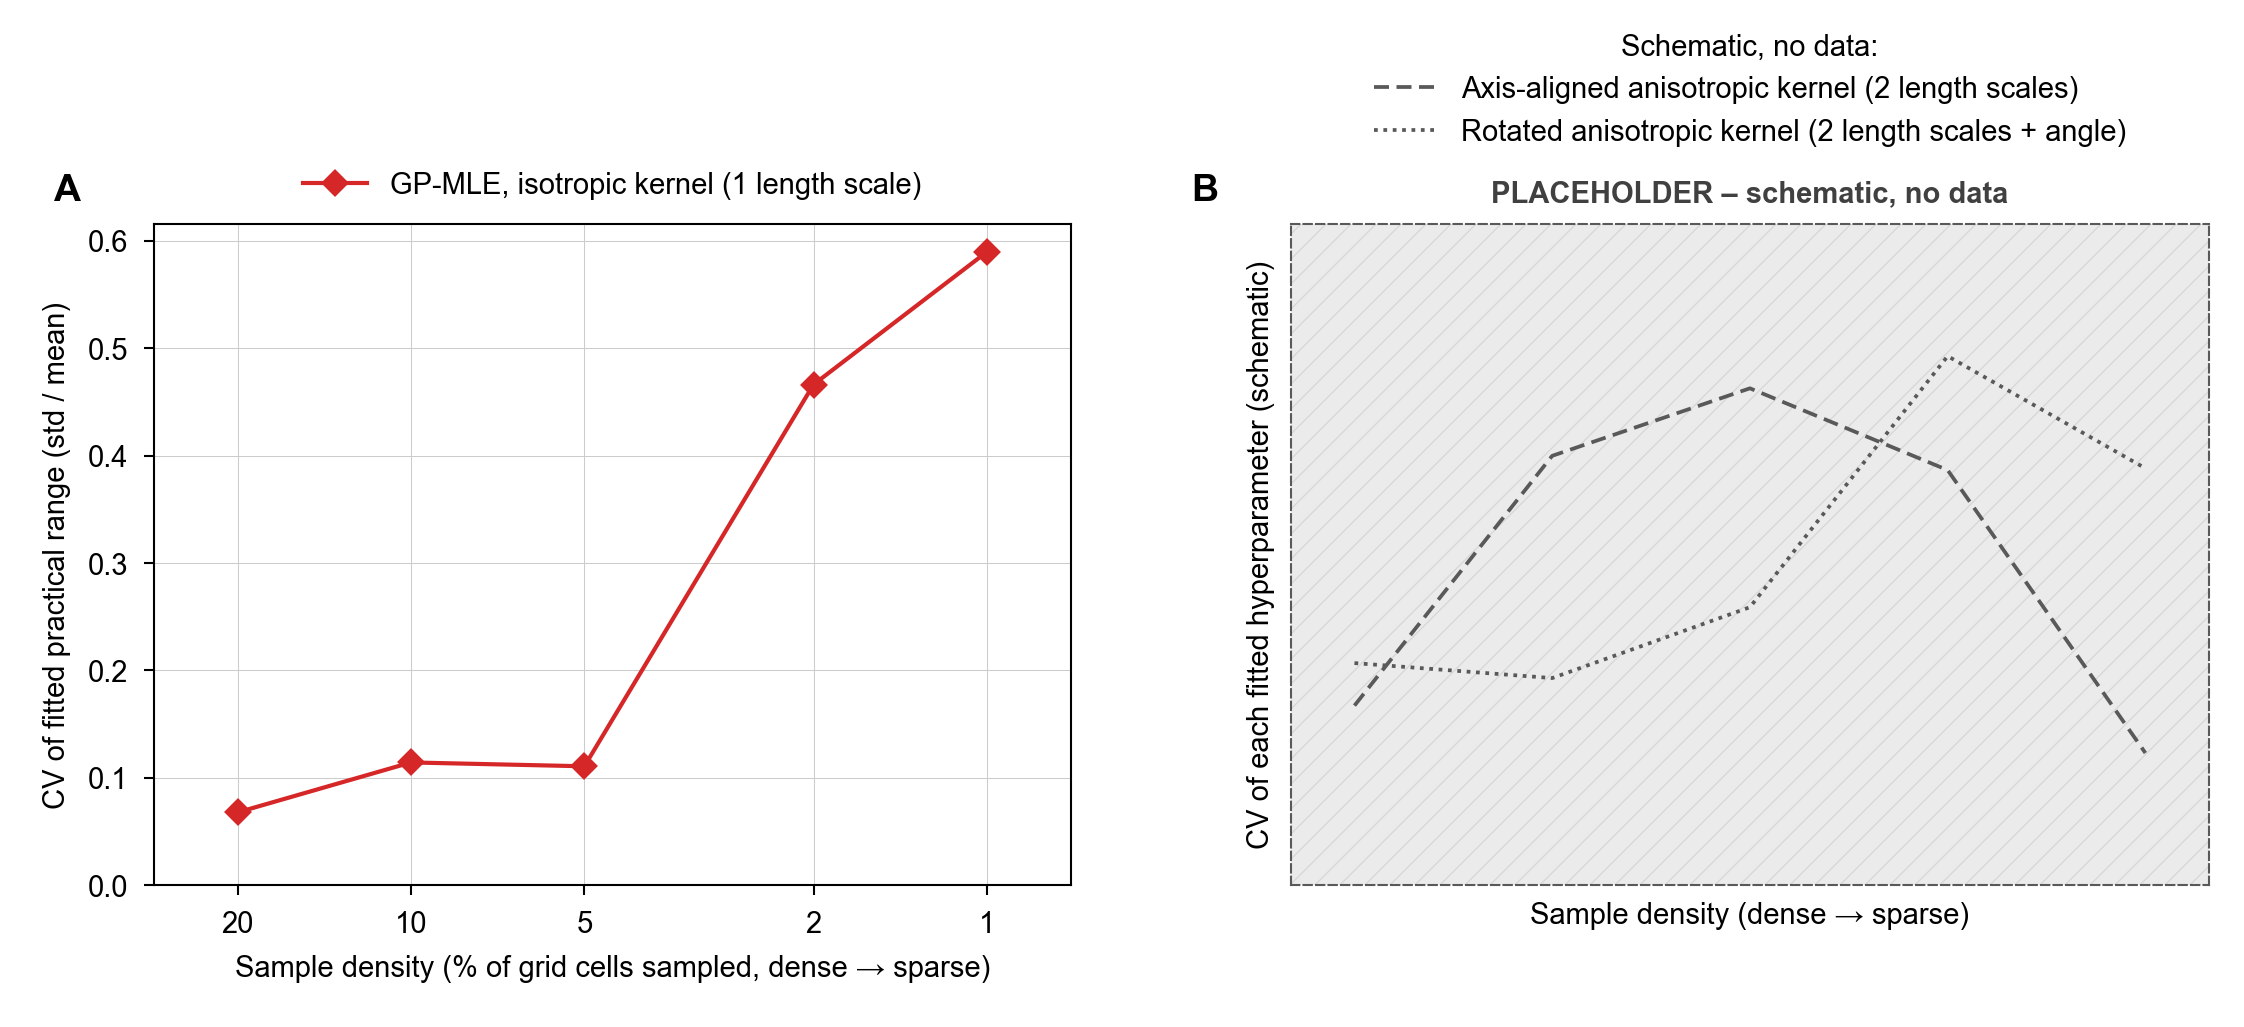 A
GP-MLE, isotropic kernel (1 length scale)
CV of fitted practical range (std / mean)
0.6
0.5
0.4
0.3
0.2
0.1
0.0
20 10 5 2 1
Sample density (% of grid cells sampled, dense → sparse)
Schematic, no data:
Axis-aligned anisotropic kernel (2 length scales)
Rotated anisotropic kernel (2 length scales + angle)
B
PLACEHOLDER – schematic, no data
CV of each fitted hyperparameter (schematic)
Sample density (dense → sparse)